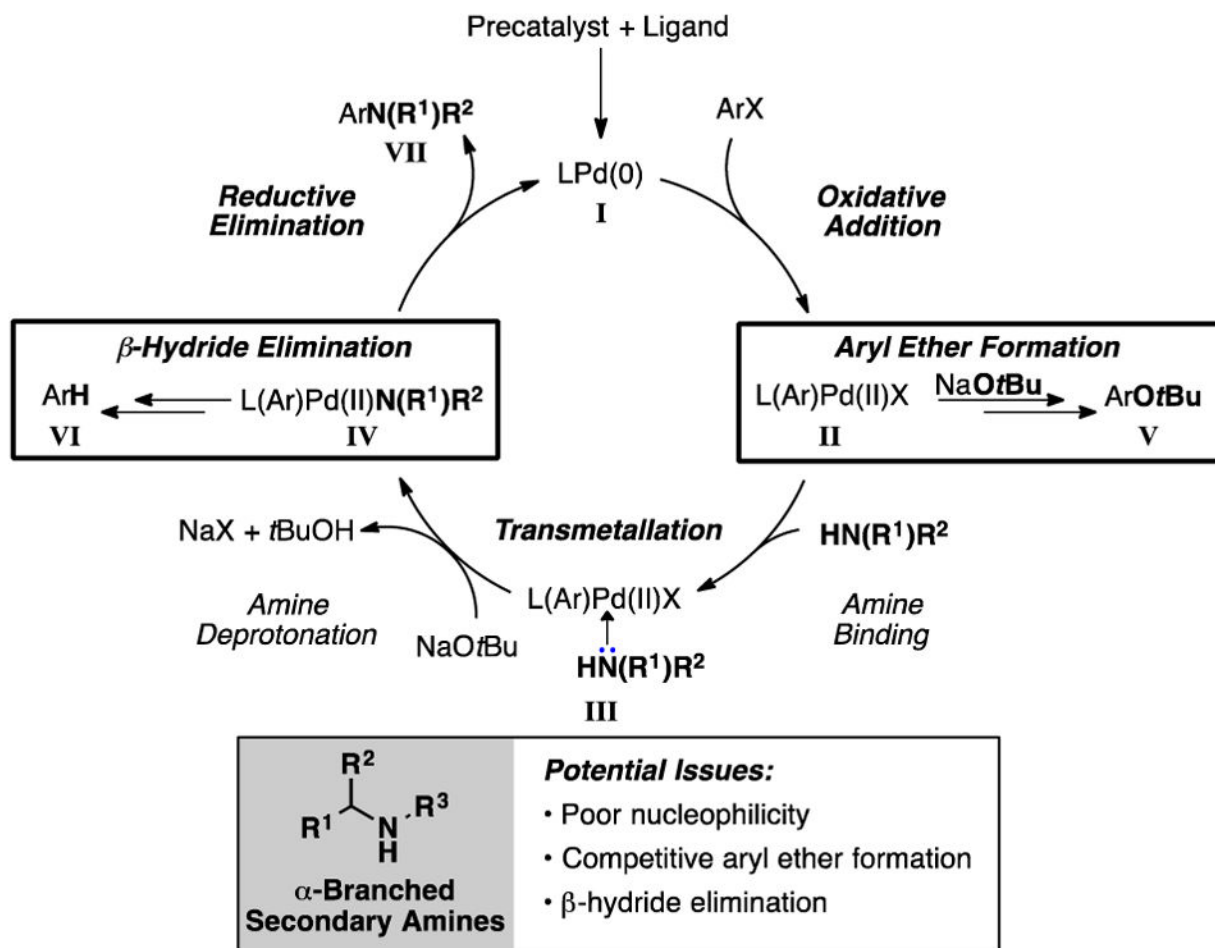 Precatalyst + Ligand
ArN(R¹)R²
VII
ArX
LPd(0)
I
Reductive
Elimination
Oxidative
Addition
β-Hydride Elimination
ArH
L(Ar)Pd(II)N(R¹)R²
VI
IV
Aryl Ether Formation
L(Ar)Pd(II)X
NaOtBu
ArOtBu
II
V
NaX + tBuOH
Transmetallation
HN(R¹)R²
Amine
Deprotonation
NaOtBu
L(Ar)Pd(II)X
HN(R¹)R²
III
Amine
Binding
R²
R¹
N
H
R³
α-Branched
Secondary Amines
Potential Issues:
• Poor nucleophilicity
• Competitive aryl ether formation
• β-hydride elimination